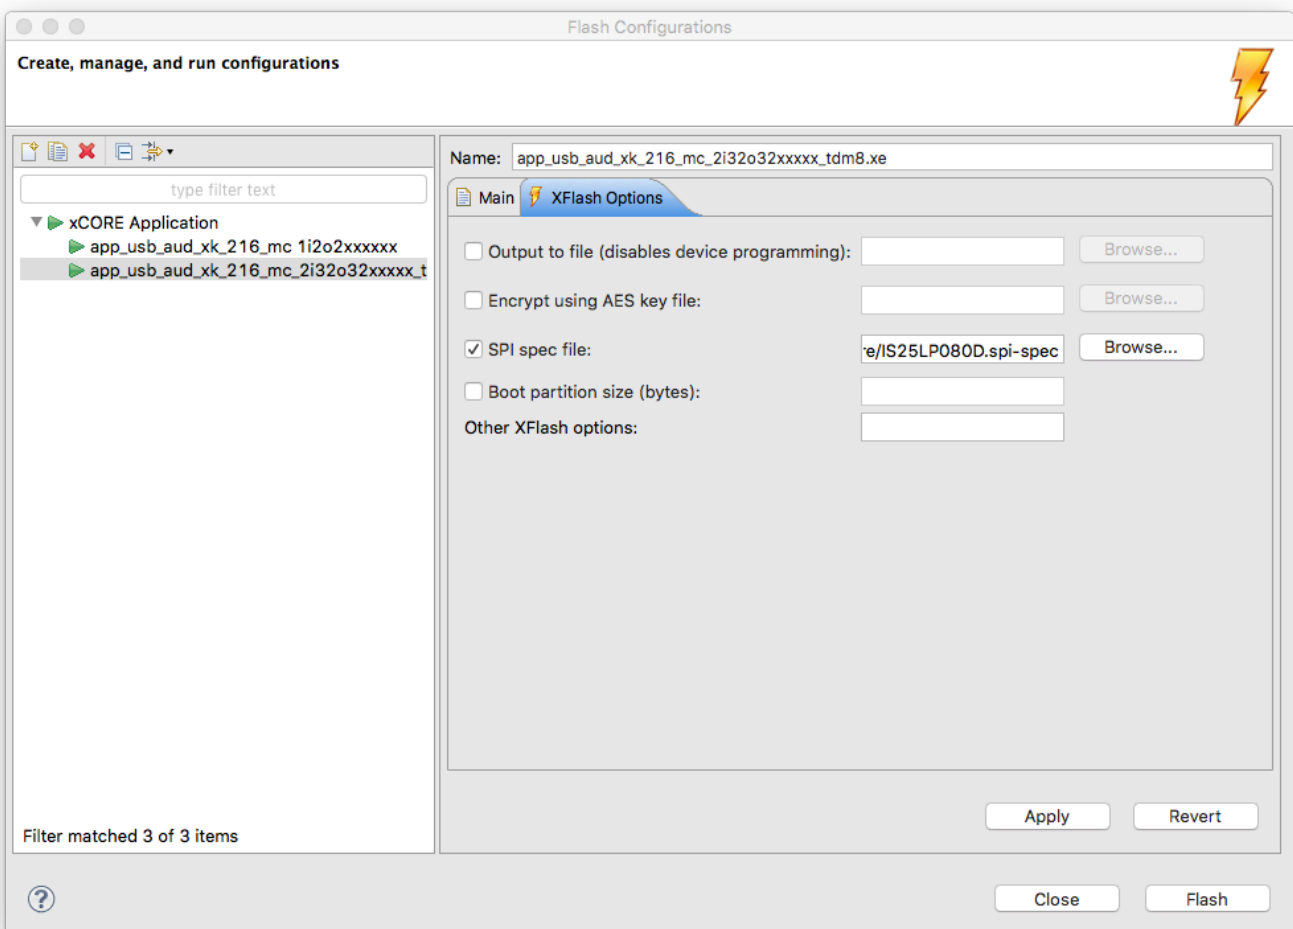 Flash Configurations
Create, manage, and run configurations
type filter text
xCORE Application
app_usb_aud_xk_216_mc 1i2o2xxxxxx
app_usb_aud_xk_216_mc_2i32o32xxxxx_t
Filter matched 3 of 3 items
Name: app_usb_aud_xk_216_mc_2i32o32xxxxx_tdm8.xe
Main XFlash Options
Output to file (disables device programming): Browse...
Encrypt using AES key file: Browse...
SPI spec file: re/IS25LP080D.spi-spec Browse...
Boot partition size (bytes):
Other XFlash options:
Apply Revert
? Close Flash